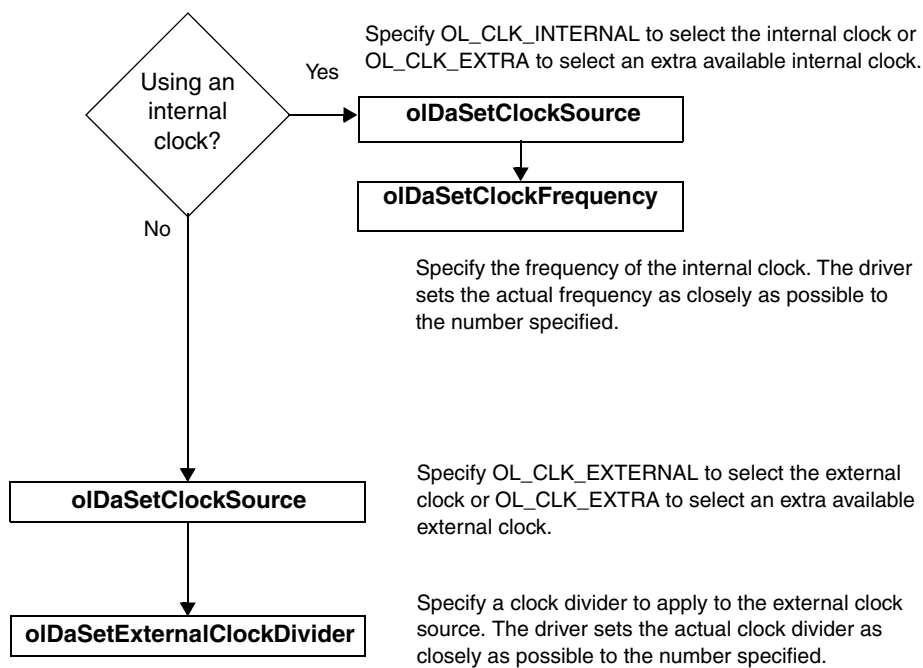 Specify OL_CLK_INTERNAL to select the internal clock or
OL_CLK_EXTRA to select an extra available internal clock.
Using an
internal
clock?
Yes
olDaSetClockSource
olDaSetClockFrequency
No
Specify the frequency of the internal clock. The driver
sets the actual frequency as closely as possible to
the number specified.
olDaSetClockSource
Specify OL_CLK_EXTERNAL to select the external
clock or OL_CLK_EXTRA to select an extra available
external clock.
olDaSetExternalClockDivider
Specify a clock divider to apply to the external clock
source. The driver sets the actual clock divider as
closely as possible to the number specified.